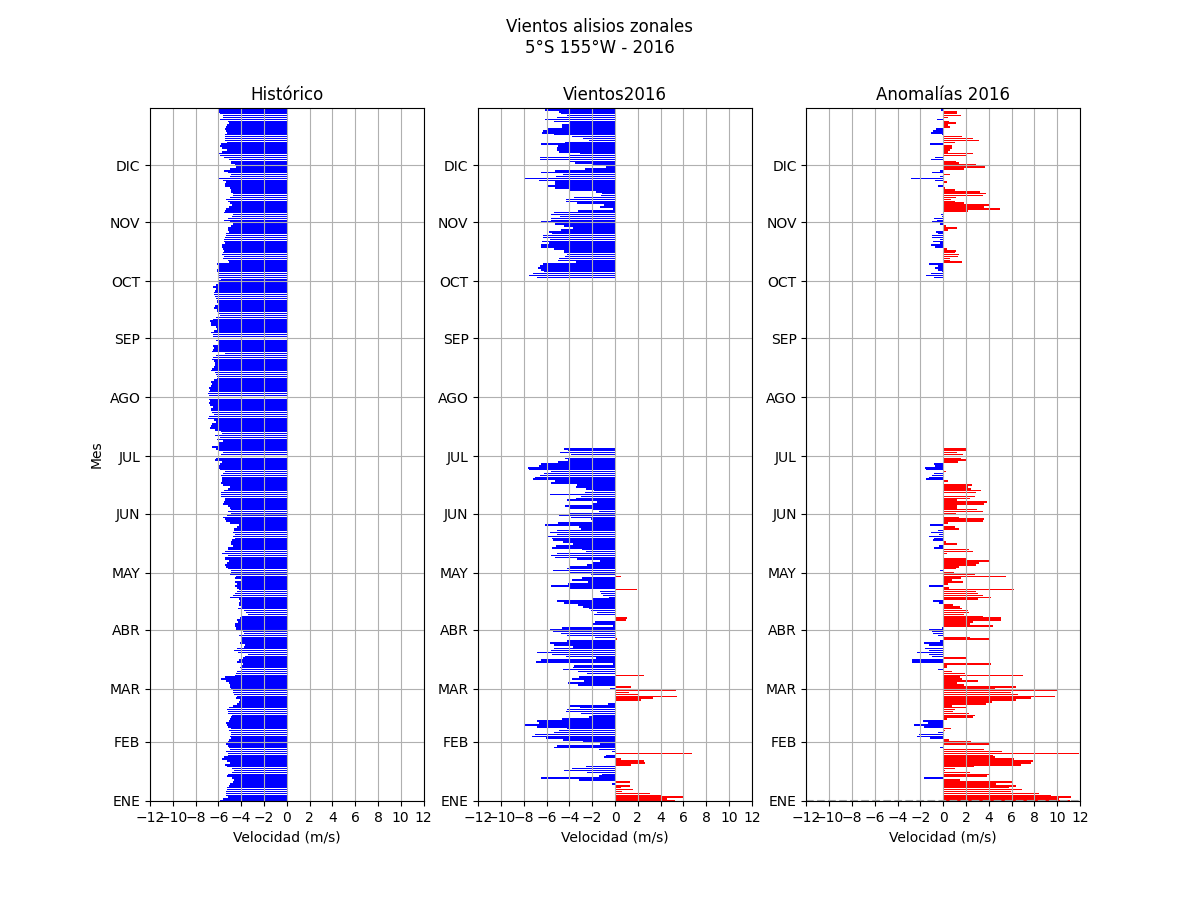 Vientos alisios zonales
5°S 155°W - 2016
Histórico
Vientos2016
Anomalías 2016
Mes
DIC
NOV
OCT
SEP
AGO
JUL
JUN
MAY
ABR
MAR
FEB
ENE
−12 −10 −8 −6 −4 −2 0 2 4 6 8 10 12
Velocidad (m/s)
DIC
NOV
OCT
SEP
AGO
JUL
JUN
MAY
ABR
MAR
FEB
ENE
−12 −10 −8 −6 −4 −2 0 2 4 6 8 10 12
Velocidad (m/s)
DIC
NOV
OCT
SEP
AGO
JUL
JUN
MAY
ABR
MAR
FEB
ENE
−12 −10 −8 −6 −4 −2 0 2 4 6 8 10 12
Velocidad (m/s)